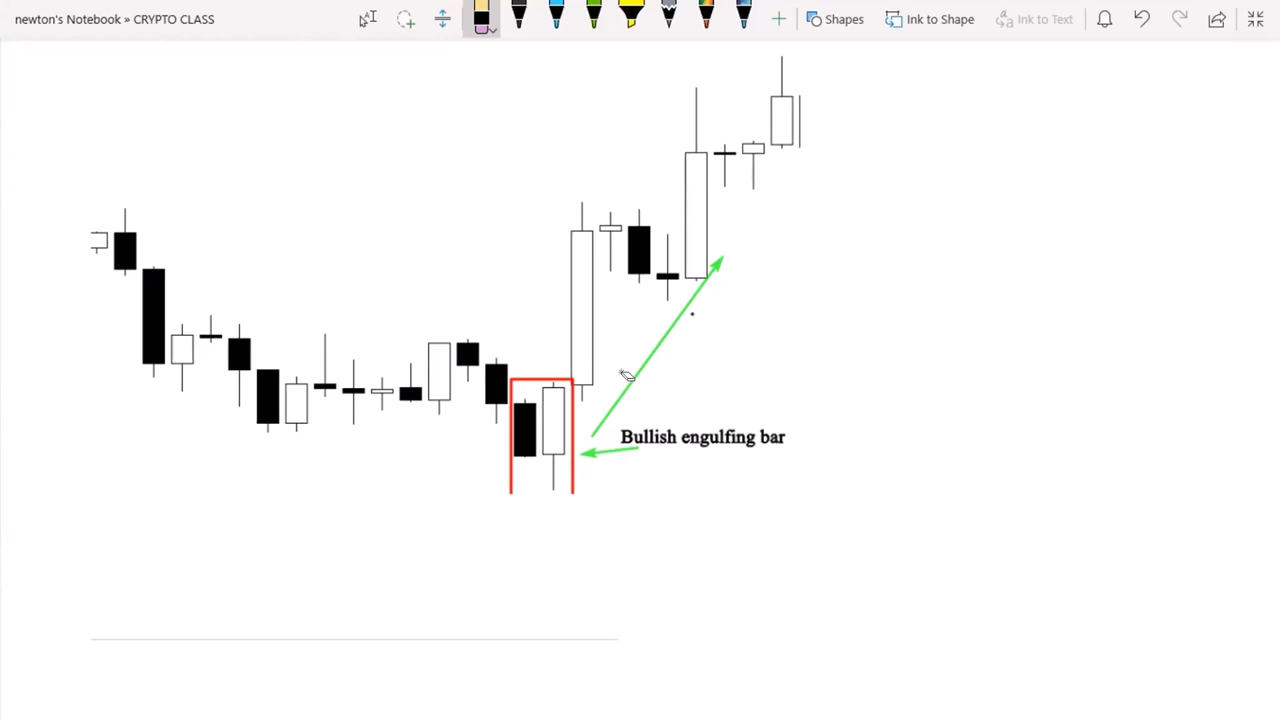 newton's Notebook » CRYPTO CLASS
Shapes
Ink to Shape
Ink to Text
Bullish engulfing bar